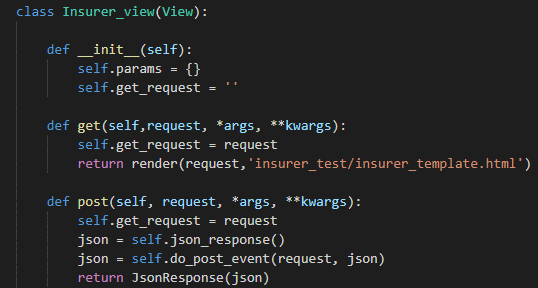 class Insurer_view(View):
def __init__(self):
self.params = {}
self.get_request = ''
def get(self,request, *args, **kwargs):
self.get_request = request
return render(request,'insurer_test/insurer_template.html')
def post(self, request, *args, **kwargs):
self.get_request = request
json = self.json_response()
json = self.do_post_event(request, json)
return JsonResponse(json)